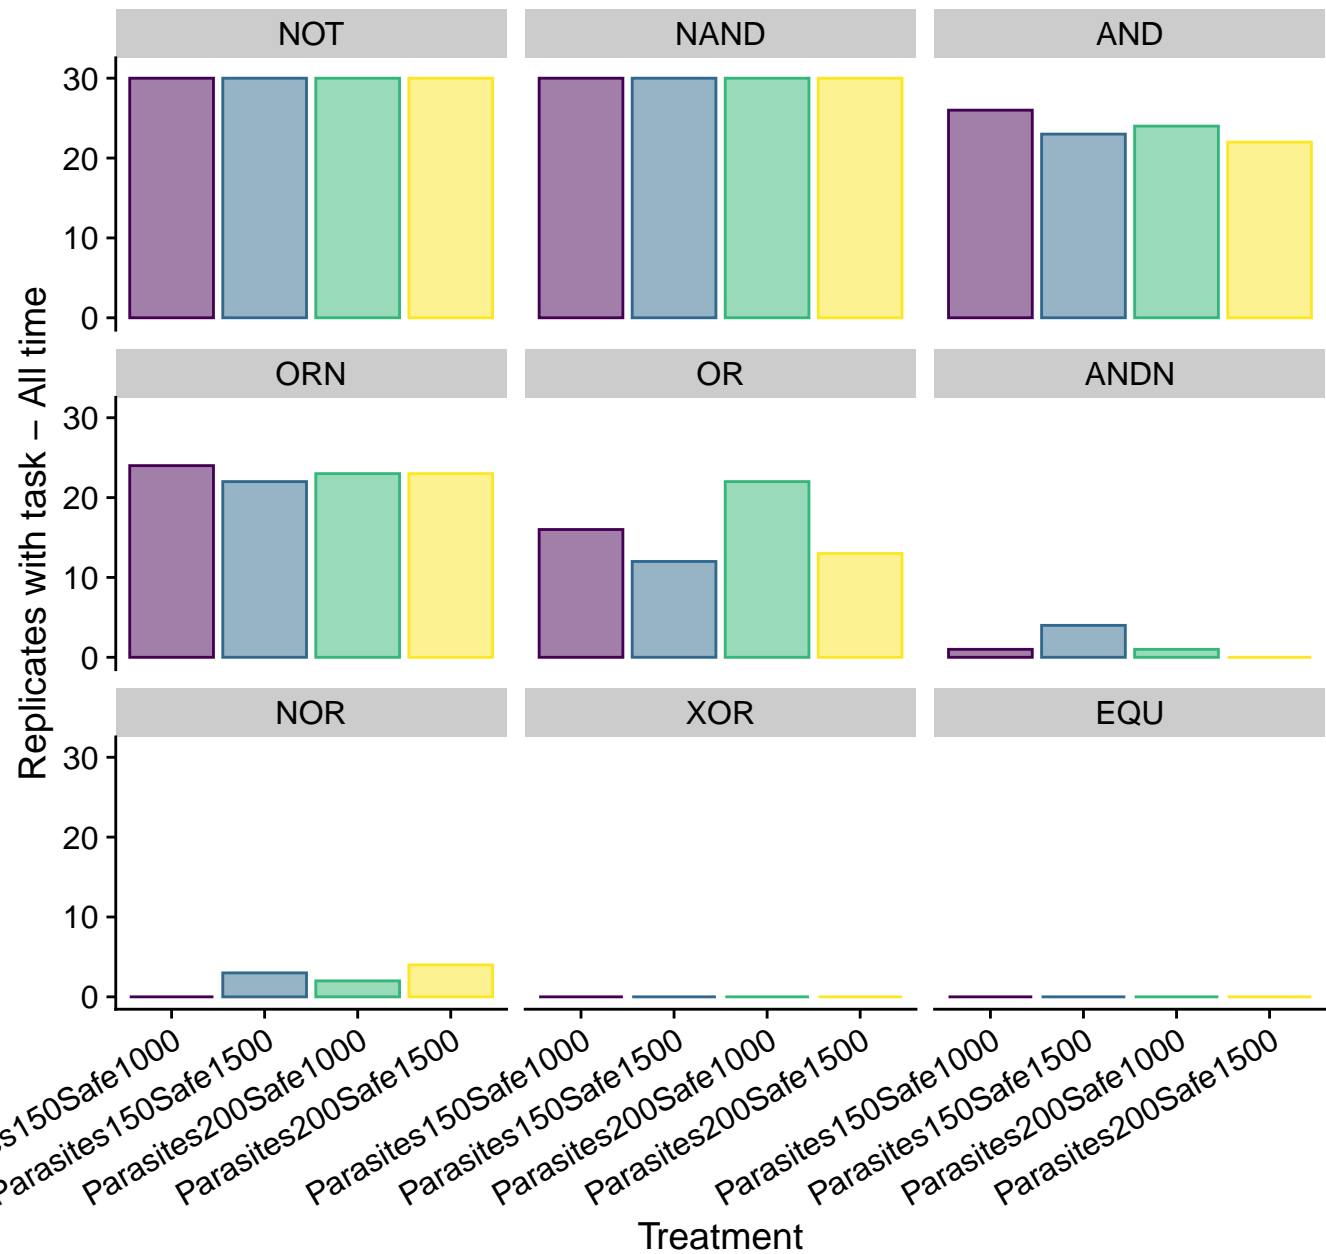 NOT NAND AND
30
20
10
0
ORN OR ANDN
30
20
10
0
NOR XOR EQU
30
20
10
0
Replicates with task – All time
s150Safe1000 Parasites150Safe1500 Parasites200Safe1000 Parasites200Safe1500
Parasites150Safe1000 Parasites150Safe1500 Parasites200Safe1000 Parasites200Safe1500
Parasites150Safe1000 Parasites150Safe1500 Parasites200Safe1000 Parasites200Safe1500
Treatment